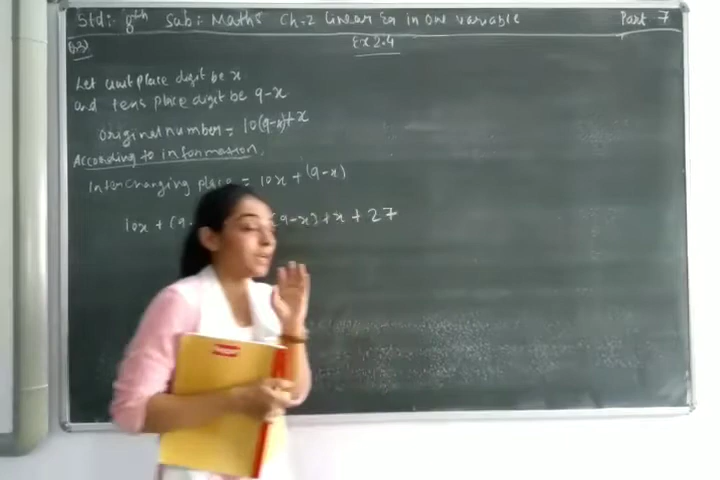 Std: 8th Sub: Maths Ch-2 Linear Eq in One variable Part 7
Ex 2.4
Let unit place digit be x
and tens place digit be 9-x
original number = 10(9-x)+x
According to information,
Interchanging place = 10x + (9-x)
10x + (9- (9-x) + x + 27